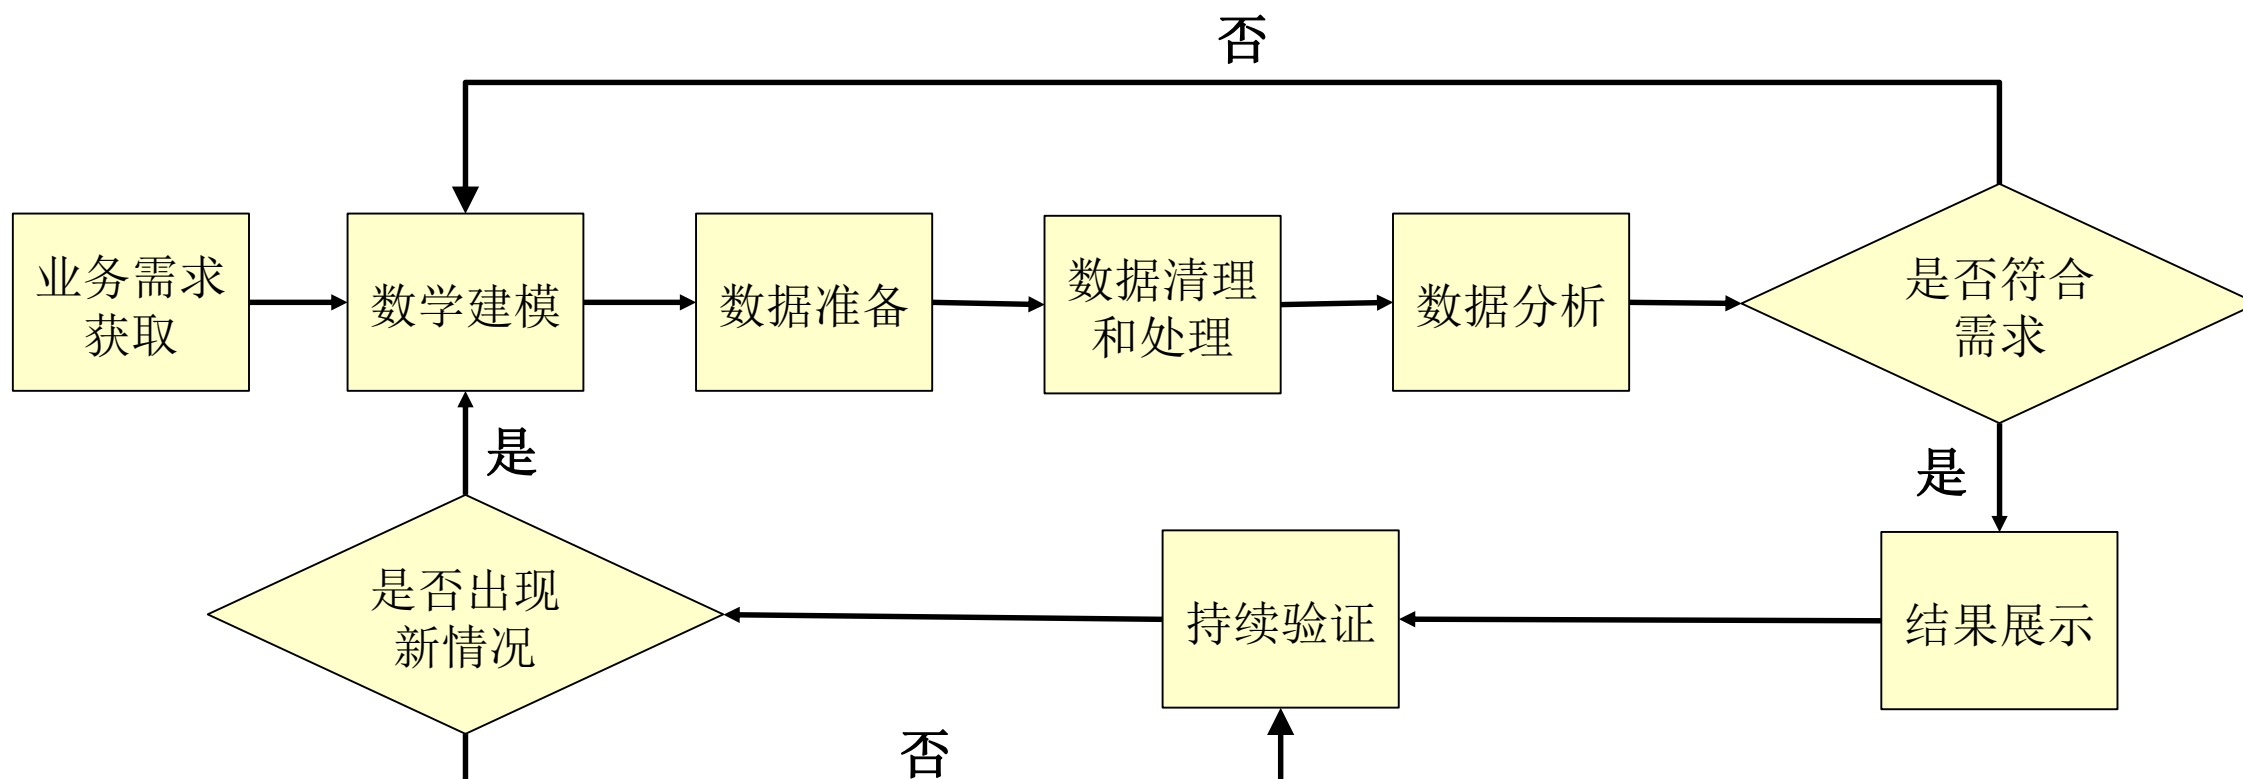 否
业务需求
获取
数学建模
数据准备
数据清理
和处理
数据分析
是否符合
需求
是
是
是否出现
新情况
持续验证
结果展示
否